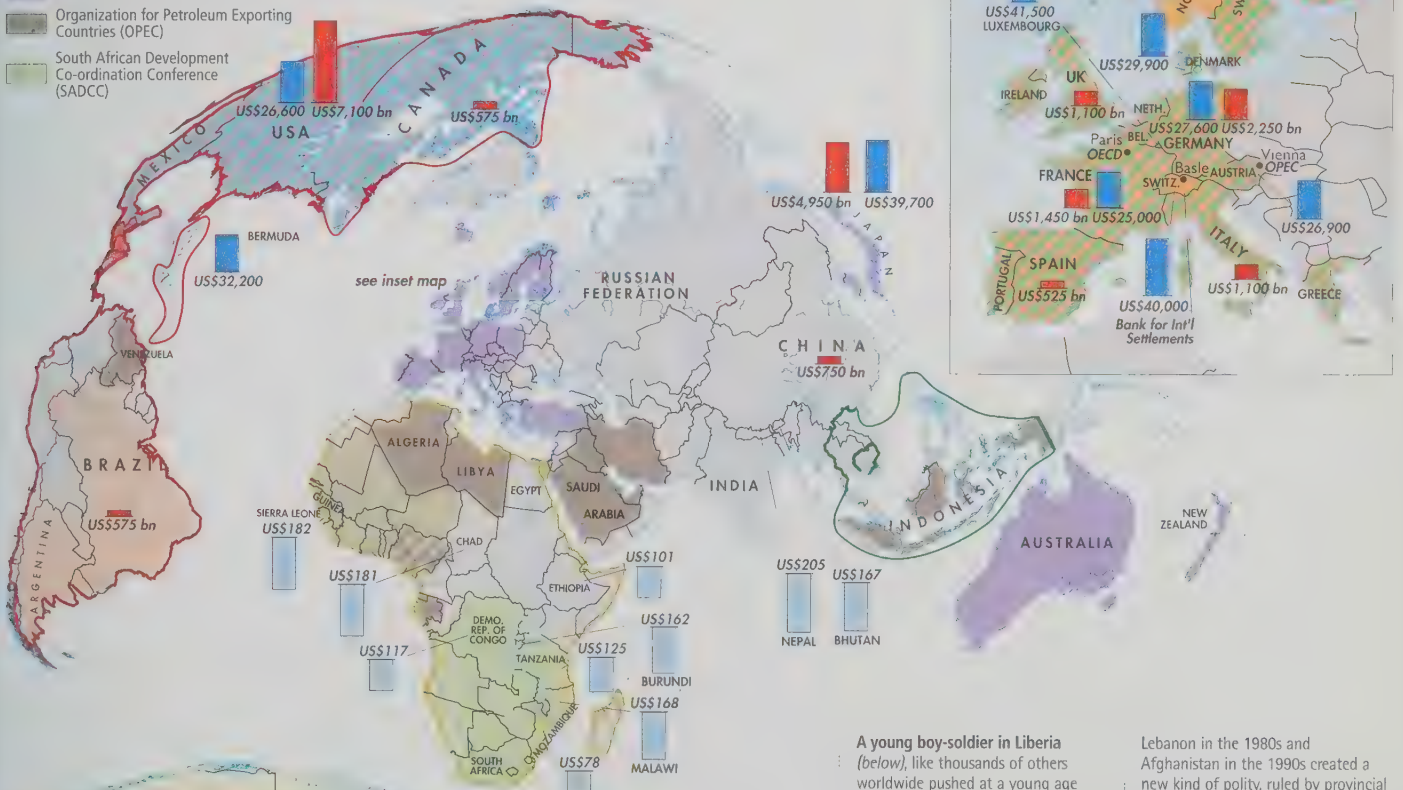 Organization for Petroleum Exporting
Countries (OPEC)
South African Development
Co-ordination Conference
(SADCC)
US$26,600
US$7,100 bn
USA
CANADA
US$575 bn
MEXICO
BERMUDA
US$32,200
see inset map
RUSSIAN
FEDERATION
US$4,950 bn
US$39,700
JAPAN
CHINA
US$750 bn
VENEZUELA
BRAZIL
US$575 bn
ARGENTINA
ALGERIA
LIBYA
EGYPT
SAUDI
ARABIA
INDIA
GUINEA
SIERRA LEONE
US$182
CHAD
US$181
ETHIOPIA
US$101
DEMO.
REP. OF
CONGO
US$117
TANZANIA
US$125
US$162
BURUNDI
US$168
MALAWI
MOZAMBIQUE
SOUTH
AFRICA
US$78
US$205
NEPAL
US$167
BHUTAN
INDONESIA
AUSTRALIA
NEW
ZEALAND
US$41,500
LUXEMBOURG
NO
SW
US$29,900
DENMARK
IRELAND
UK
US$1,100 bn
NETH.
US$27,600
US$2,250 bn
BEL.
GERMANY
Paris
OECD
Vienna
OPEC
Basle
AUSTRIA
SWITZ.
FRANCE
US$1,450 bn
US$25,000
US$26,900
ITALY
US$1,100 bn
PORTUGAL
SPAIN
US$525 bn
GREECE
US$40,000
Bank for Int'l
Settlements
A young boy-soldier in Liberia
(below), like thousands of others
worldwide pushed at a young age
Lebanon in the 1980s and
Afghanistan in the 1990s created a
new kind of polity, ruled by provincial